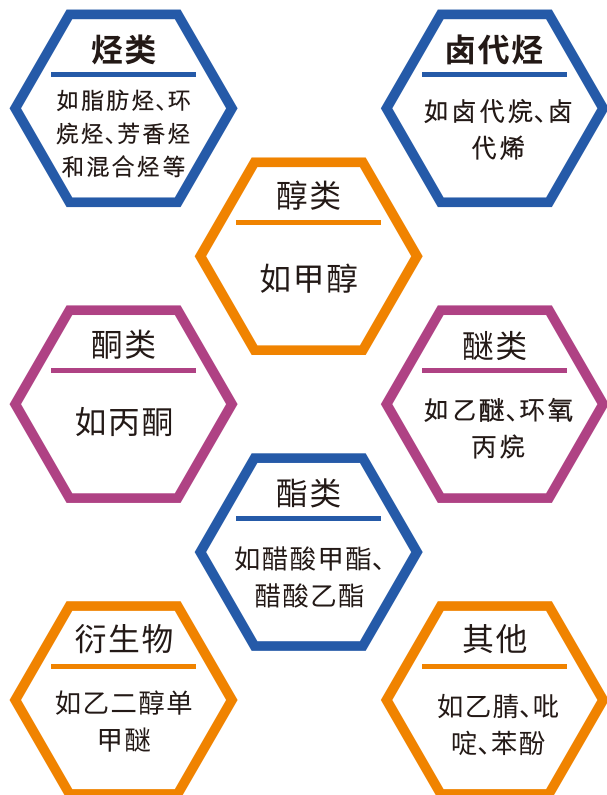 烃类
如脂肪烃、环
烷烃、芳香烃
和混合烃等
卤代烃
如卤代烷、卤
代烯
醇类
如甲醇
酮类
如丙酮
醚类
如乙醚、环氧
丙烷
酯类
如醋酸甲酯、
醋酸乙酯
衍生物
如乙二醇单
甲醚
其他
如乙腈、吡
啶、苯酚